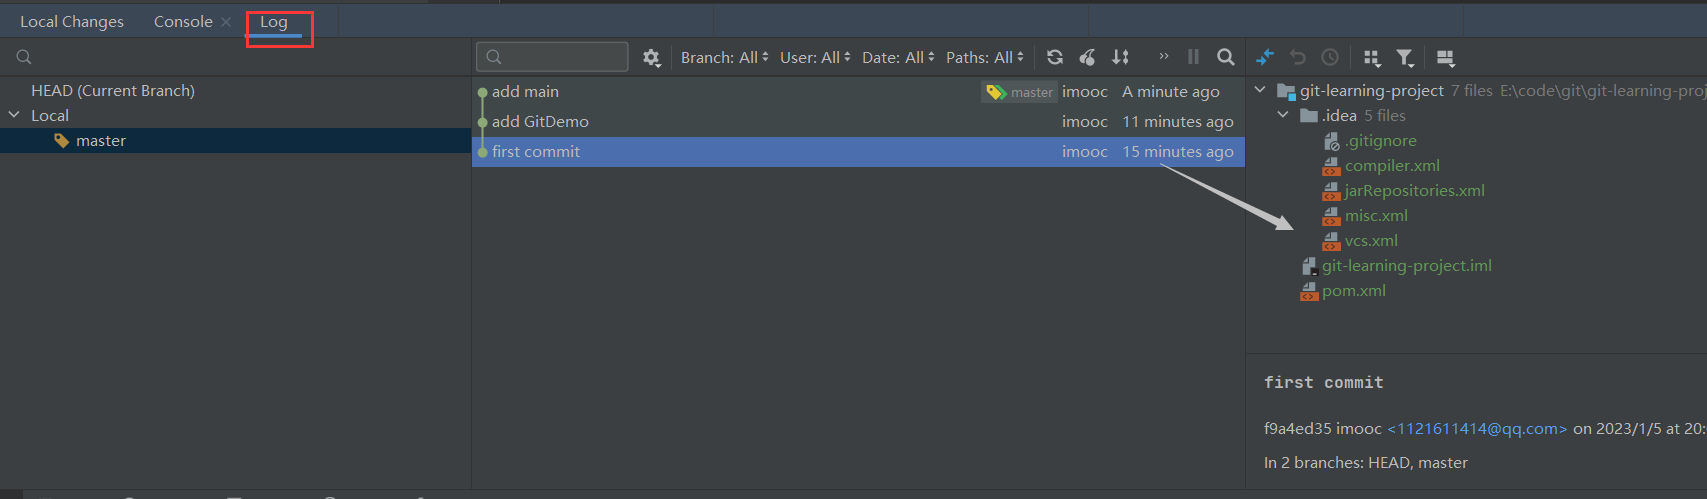 Local Changes Console Log
Branch: All User: All Date: All Paths: All
HEAD (Current Branch)
Local
master
add main master imooc A minute ago
add GitDemo imooc 11 minutes ago
first commit imooc 15 minutes ago
git-learning-project 7 files E:\code\git\git-learning-proj
.idea 5 files
.gitignore
compiler.xml
jarRepositories.xml
misc.xml
vcs.xml
git-learning-project.iml
pom.xml
first commit
f9a4ed35 imooc <1121611414@qq.com> on 2023/1/5 at 20:
In 2 branches: HEAD, master